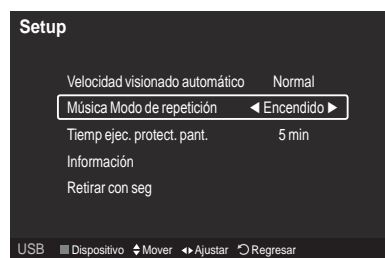 Setup
Velocidad visionado automático Normal
Música Modo de repetición ◄ Encendido ►
Tiemp ejec. protect. pant. 5 min
Información
Retirar con seg
USB Dispositivo Mover Ajustar Regresar